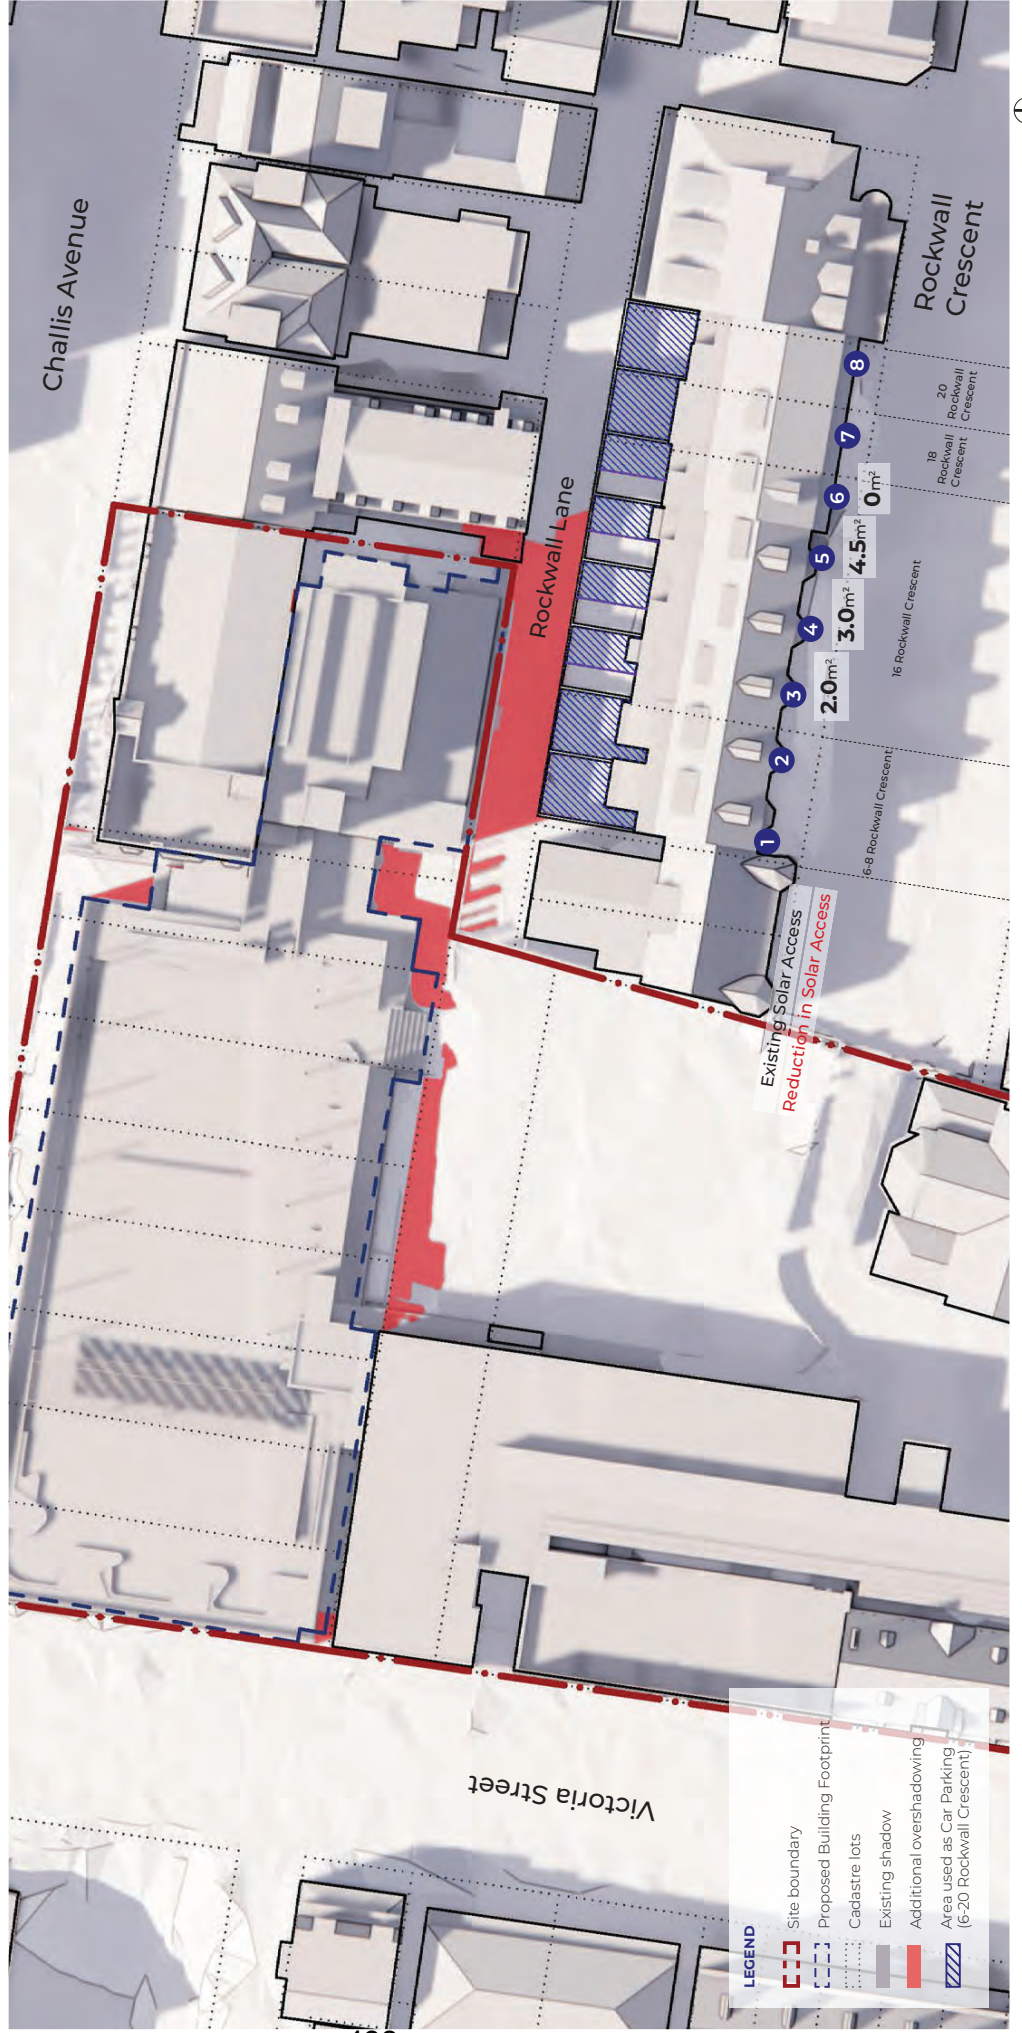 Challis Avenue
Rockwall
Crescent
Rockwall Lane
8
7
6
5
4
3
2
1
0m²
4.5m²
3.0m²
2.0m²
20
Rockwall
Crescent
18
Rockwall
Crescent
16 Rockwall Crescent
6-8 Rockwall Crescent
Existing Solar Access
Reduction in Solar Access
Victoria Street
LEGEND
Site boundary
Proposed Building Footprint
Cadastre lots
Existing shadow
Additional overshadowing
Area used as Car Parking
(6-20 Rockwall Crescent)